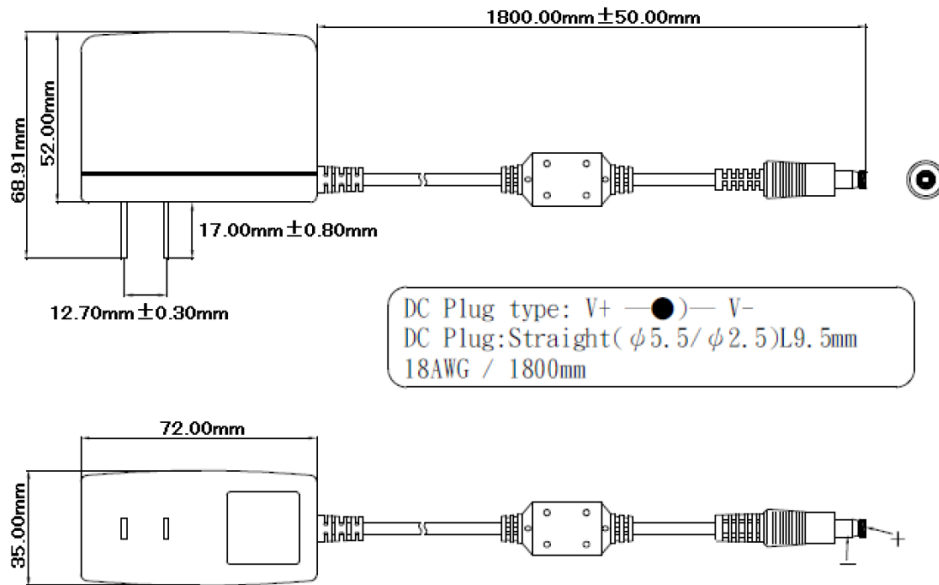 1800.00mm±50.00mm
68.91mm
52.00mm
17.00mm±0.80mm
12.70mm±0.30mm
DC Plug type: V+ —●)— V-
DC Plug:Straight(φ5.5/φ2.5)L9.5mm
18AWG / 1800mm
72.00mm
35.00mm
+
—